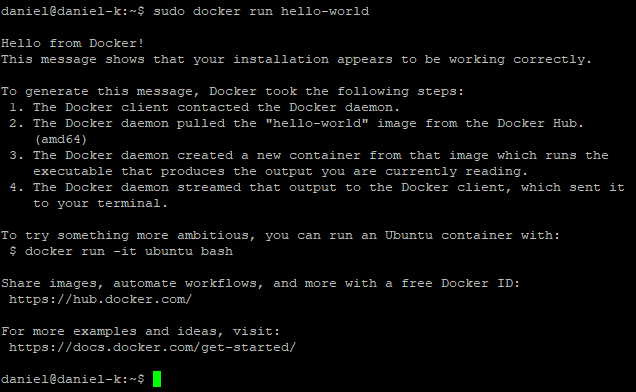 daniel@daniel-k:~$ sudo docker run hello-world
Hello from Docker!
This message shows that your installation appears to be working correctly.
To generate this message, Docker took the following steps:
1. The Docker client contacted the Docker daemon.
2. The Docker daemon pulled the "hello-world" image from the Docker Hub.
(amd64)
3. The Docker daemon created a new container from that image which runs the
executable that produces the output you are currently reading.
4. The Docker daemon streamed that output to the Docker client, which sent it
to your terminal.
To try something more ambitious, you can run an Ubuntu container with:
$ docker run -it ubuntu bash
Share images, automate workflows, and more with a free Docker ID:
https://hub.docker.com/
For more examples and ideas, visit:
https://docs.docker.com/get-started/
daniel@daniel-k:~$